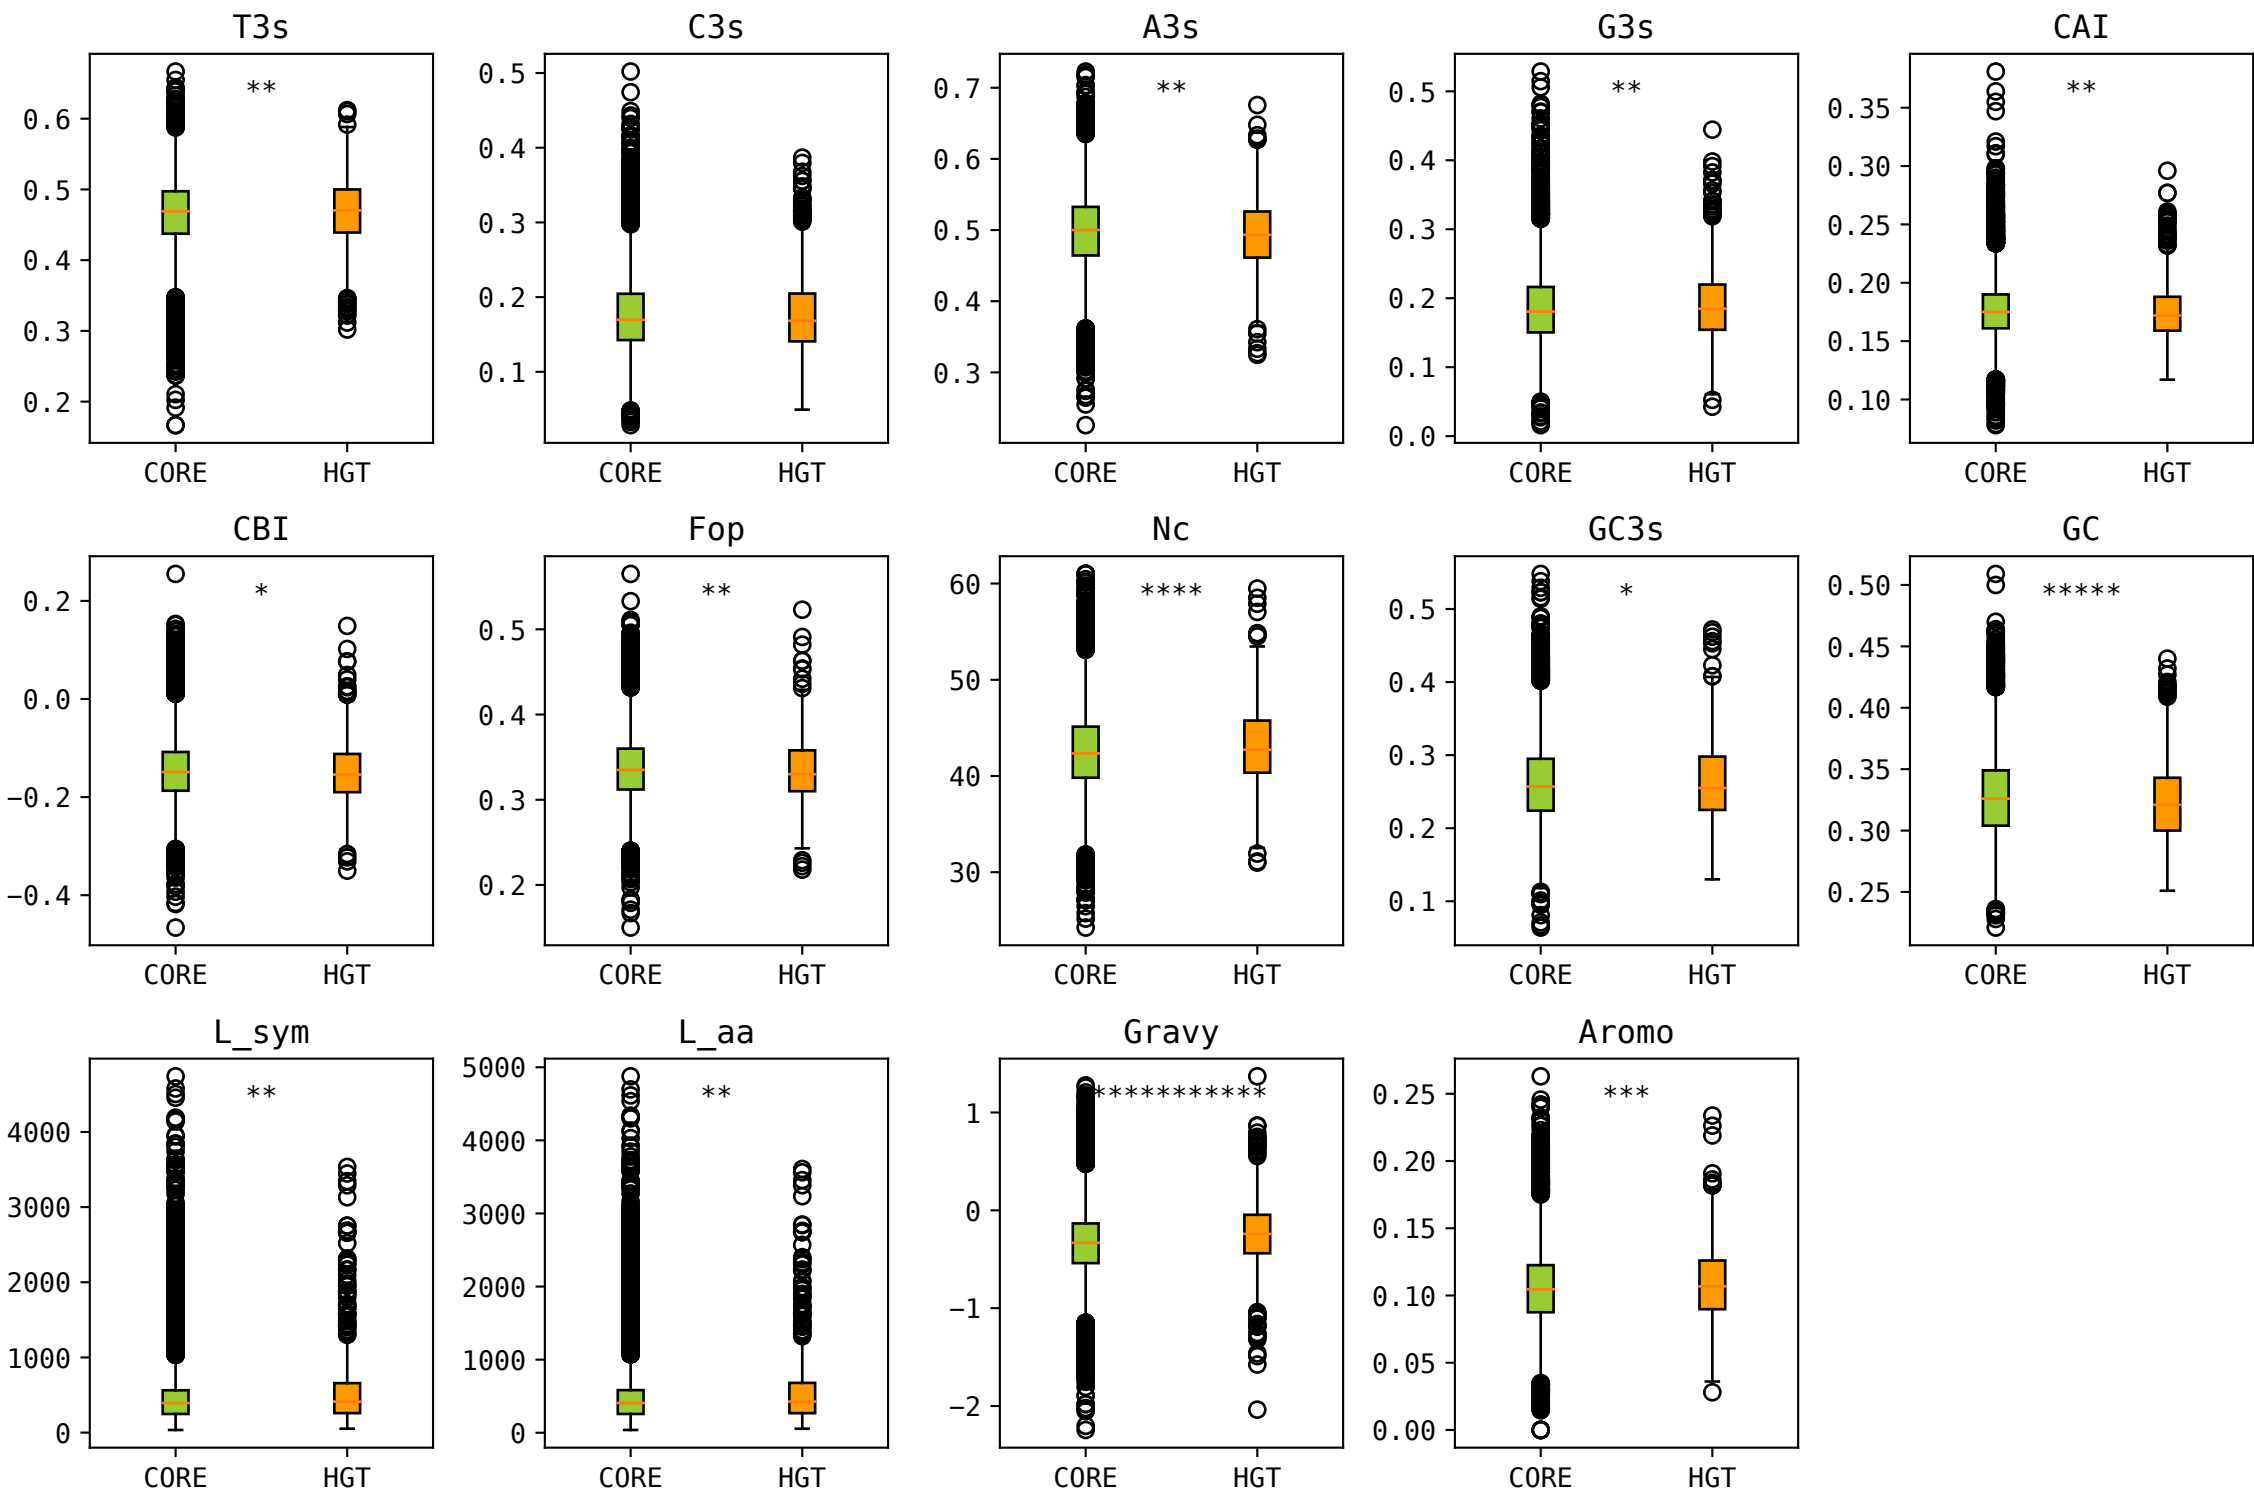 T3s C3s A3s G3s CAI
** ** ** **
0.6 0.5 0.4 0.3 0.2
0.5 0.4 0.3 0.2 0.1
0.7 0.6 0.5 0.4 0.3
0.5 0.4 0.3 0.2 0.1 0.0
0.35 0.30 0.25 0.20 0.15 0.10
CORE HGT CORE HGT CORE HGT CORE HGT CORE HGT
CBI Fop Nc GC3s GC
* ** **** * *****
0.2 0.0 −0.2 −0.4
0.5 0.4 0.3 0.2
60 50 40 30
0.5 0.4 0.3 0.2 0.1
0.50 0.45 0.40 0.35 0.30 0.25
CORE HGT CORE HGT CORE HGT CORE HGT CORE HGT
L_sym L_aa Gravy Aromo
** ** *********** ***
4000 3000 2000 1000 0
5000 4000 3000 2000 1000 0
1 0 −1 −2
0.25 0.20 0.15 0.10 0.05 0.00
CORE HGT CORE HGT CORE HGT CORE HGT